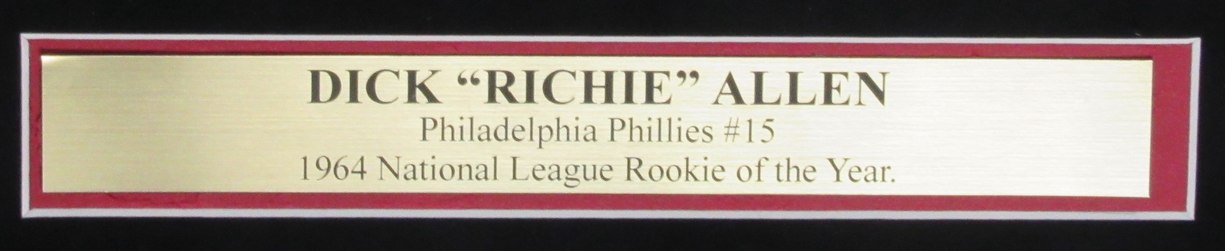 DICK “RICHIE” ALLEN
Philadelphia Phillies #15
1964 National League Rookie of the Year.